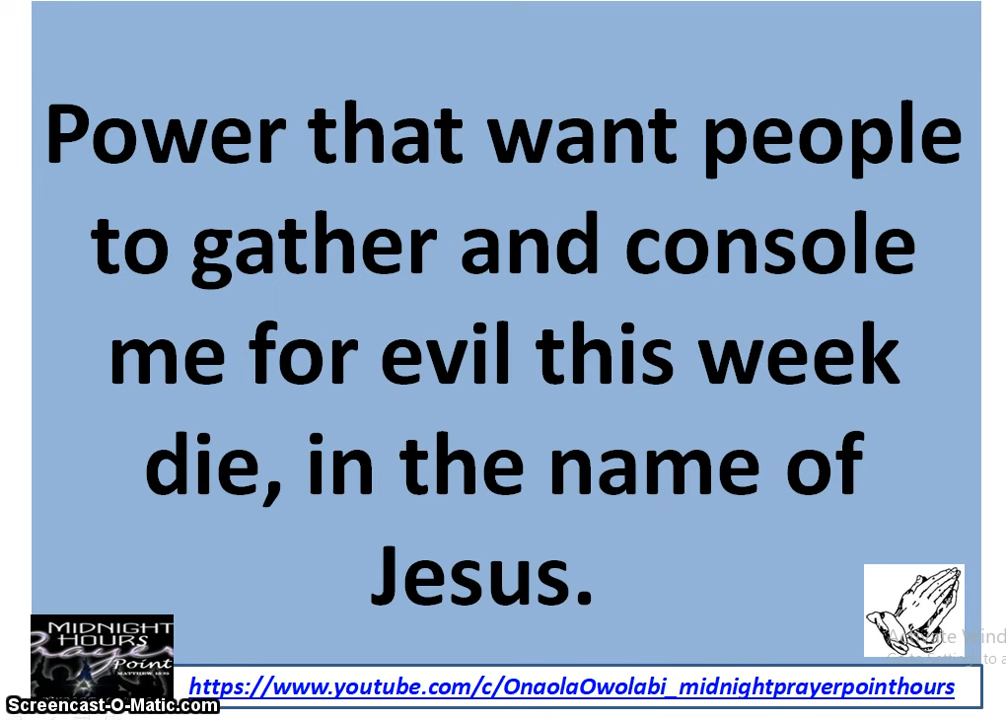 Power that want people
to gather and console
me for evil this week
die, in the name of
Jesus.
MIDNIGHT
HOURS
Praye
Point
https://www.youtube.com/c/OnaolaOwolabi_midnightprayerpointhours
Screencast-O-Matic.com